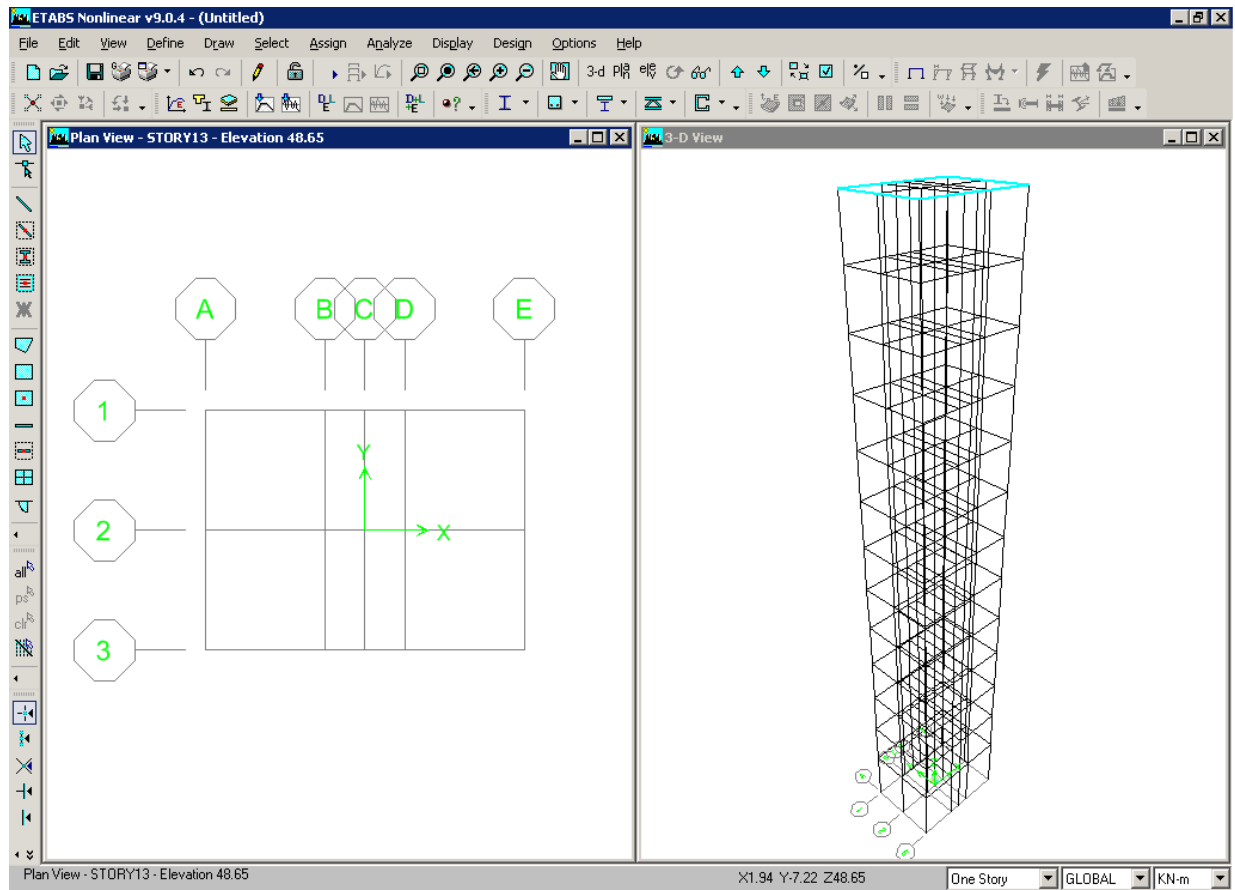 ETABS Nonlinear v9.0.4 - (Untitled)
File Edit View Define Draw Select Assign Analyze Display Design Options Help
3-d
all
ps
clr
Plan View - STORY13 - Elevation 48.65
3-D View
A B C D E
1
Y
2 X
3
Plan View - STORY13 - Elevation 48.65 X1.94 Y-7.22 Z48.65 One Story GLOBAL KN-m